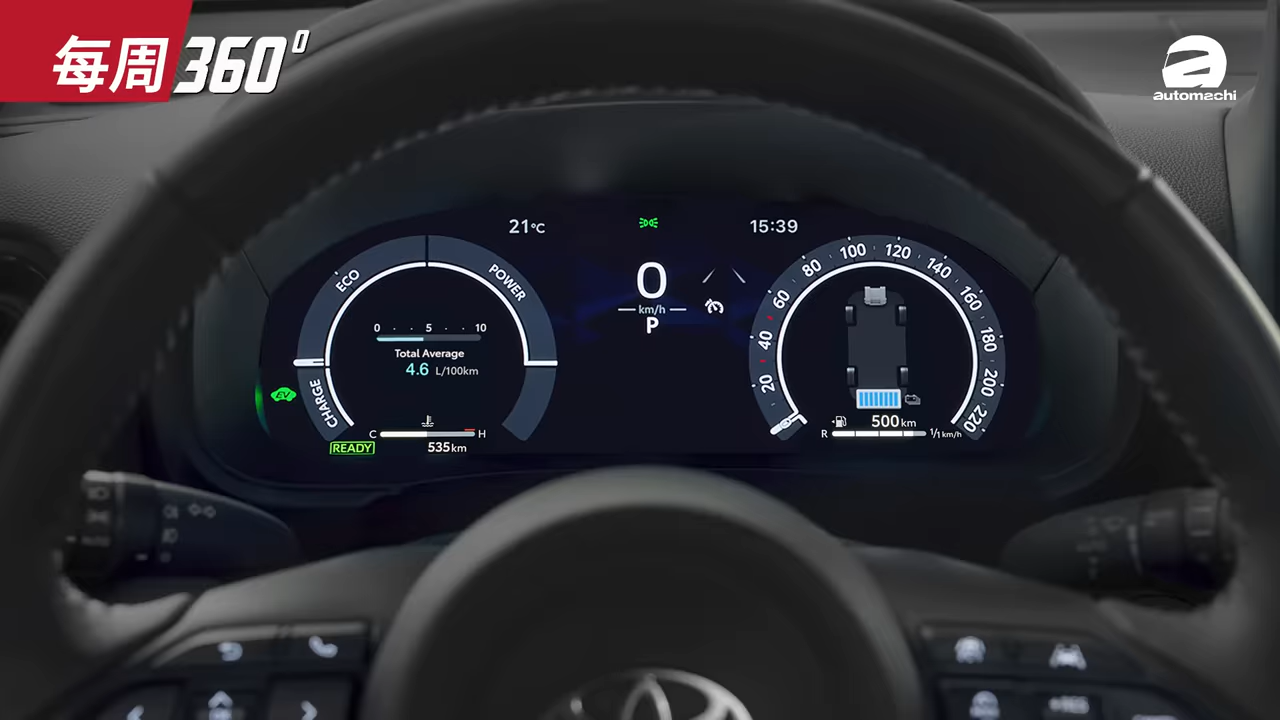 每周360°
automachi
21°C
15:39
ECO
POWER
CHARGE
0 5 10
Total Average
4.6 L/100km
EV
READY
C H
535km
0
km/h
P
20 40 60 80 100 120 140 160 180 200 220
500km
R 1/1 km/h